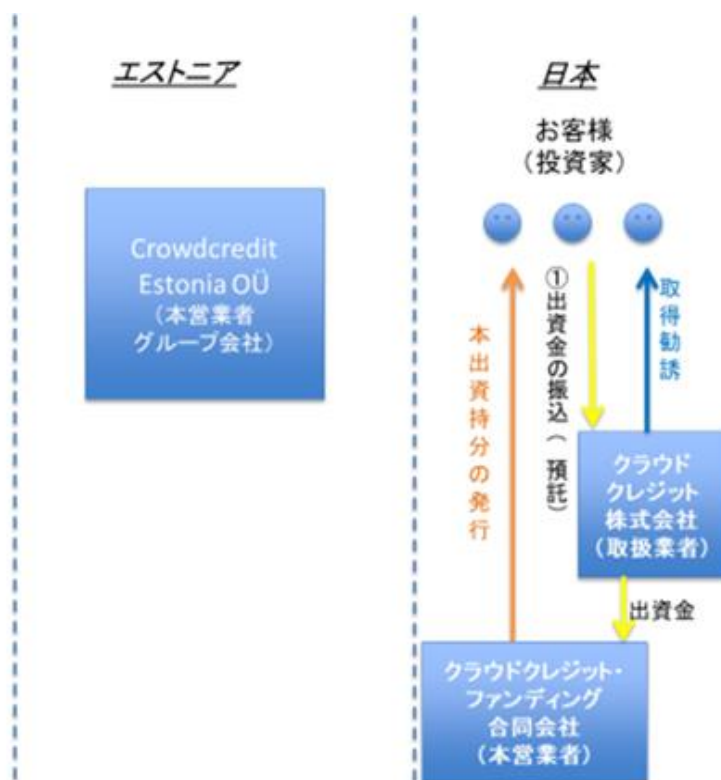 エストニア
Crowdcredit
Estonia OÜ
(本営業者
グループ会社)
日本
お客様
(投資家)
本出資持分の発行
①出資金の振込(預託)
取得勧誘
クラウド
クレジット
株式会社
(取扱業者)
出資金
クラウドクレジット・
ファンディング
合同会社
(本営業者)